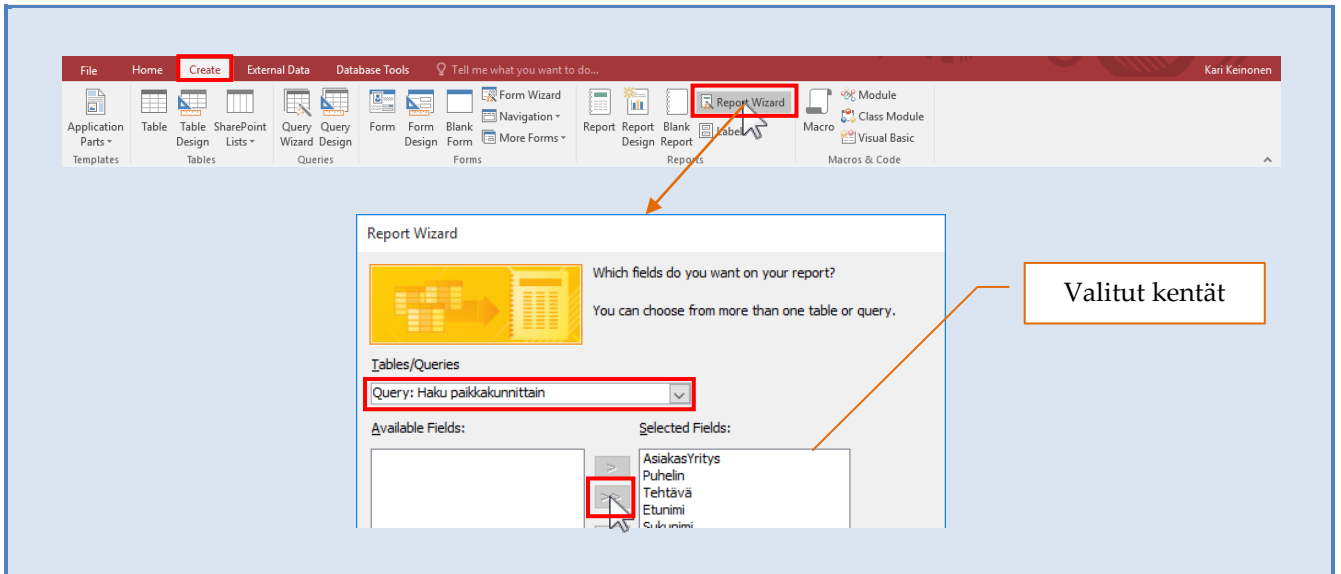 File Home Create External Data Database Tools Tell me what you want to do... Kari Keinonen
Application Parts
Table
Table Design
SharePoint Lists
Query Wizard
Query Design
Form
Form Design
Blank Form
Form Wizard
Navigation
More Forms
Report
Report Design
Blank Report
Report Wizard
Labels
Macro
Module
Class Module
Visual Basic
Templates Tables Queries Forms Reports Macros & Code
Report Wizard
Which fields do you want on your report?
You can choose from more than one table or query.
Valitut kentät
Tables/Queries
Query: Haku paikkakunnittain
Available Fields: Selected Fields:
AsiakasYritys
>
Puhelin
>>
Tehtävä
Etunimi
Sukunimi